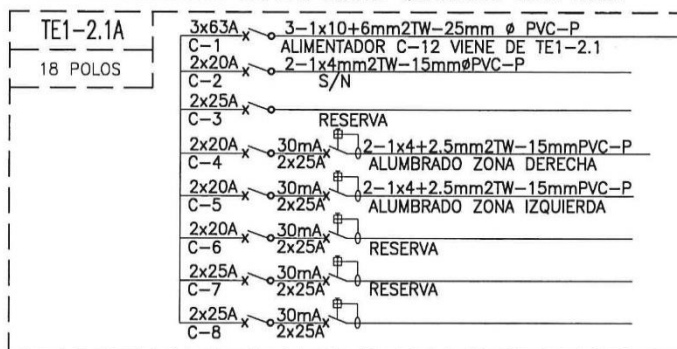 TE1-2.1A
18 POLOS
3x63A 3-1x10+6mm2TW-25mm ø PVC-P
C-1 ALIMENTADOR C-12 VIENE DE TE1-2.1
2x20A 2-1x4mm2TW-15mmøPVC-P
C-2 S/N
2x25A
C-3 RESERVA
2x20A 30mA 2-1x4+2.5mm2TW-15mmPVC-P
C-4 2x25A ALUMBRADO ZONA DERECHA
2x20A 30mA 2-1x4+2.5mm2TW-15mmPVC-P
C-5 2x25A ALUMBRADO ZONA IZQUIERDA
2x20A 30mA
C-6 2x25A RESERVA
2x25A 30mA
C-7 2x25A RESERVA
2x25A 30mA
C-8 2x25A